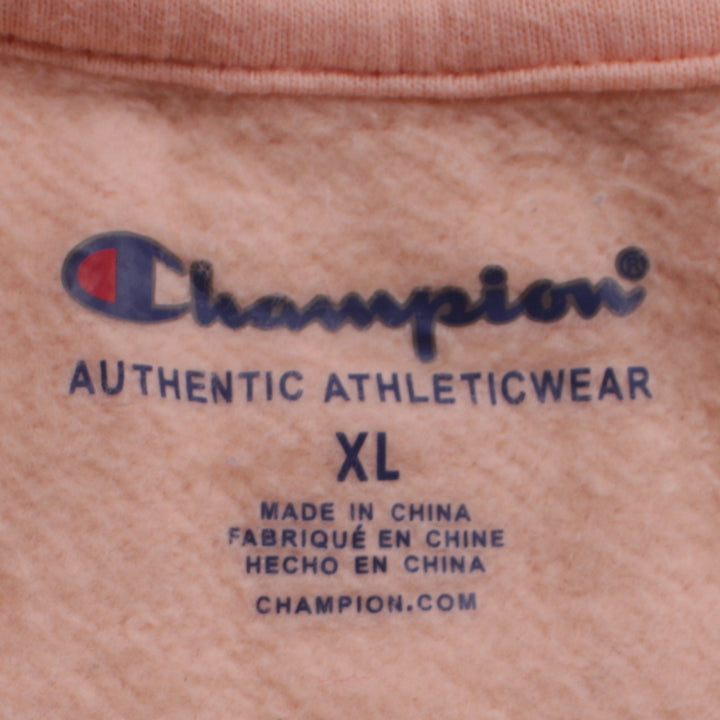 Champion®
AUTHENTIC ATHLETICWEAR
XL
MADE IN CHINA
FABRIQUÉ EN CHINE
HECHO EN CHINA
CHAMPION.COM